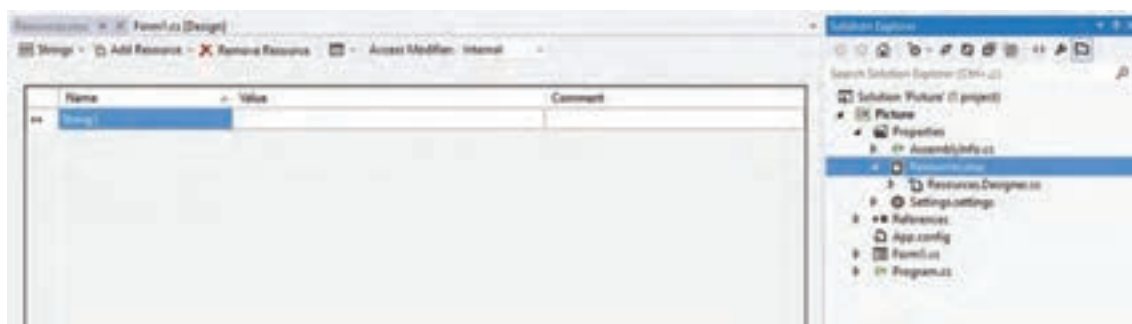 Resources.resx Form1.cs [Design]
Strings Add Resource Remove Resource Access Modifier: Internal
Name Value Comment
String1
Solution Explorer
Search Solution Explorer (Ctrl+;)
Solution 'Picture' (1 project)
Picture
Properties
AssemblyInfo.cs
Resources.resx
Resources.Designer.cs
Settings.settings
References
App.config
Form1.cs
Program.cs